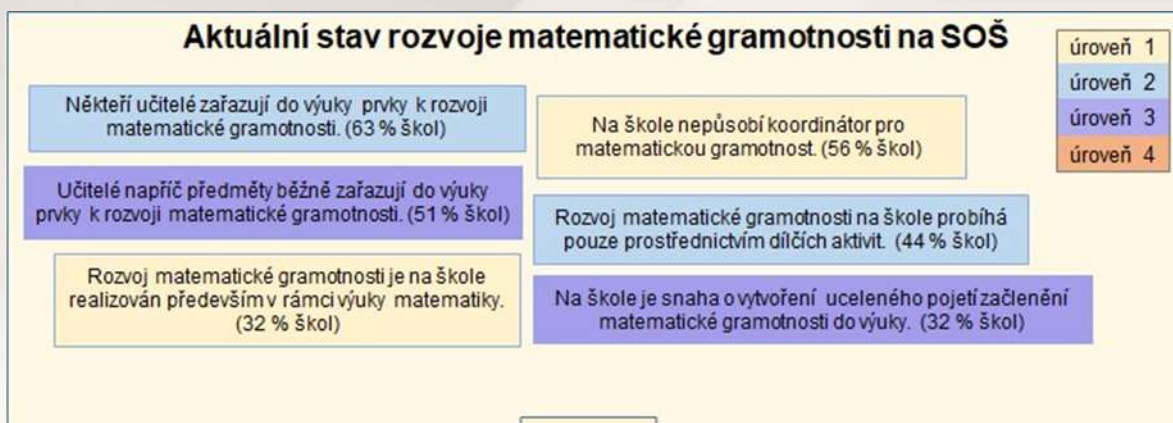 Aktuální stav rozvoje matematické gramotnosti na SOŠ
úroveň 1
úroveň 2
úroveň 3
úroveň 4
Někteří učitelé zařazují do výuky prvky k rozvoji
matematické gramotnosti. (63 % škol)
Na škole nepůsobí koordinátor pro
matematickou gramotnost. (56 % škol)
Učitelé napříč předměty běžně zařazují do výuky
prvky k rozvoji matematické gramotnosti. (51 % škol)
Rozvoj matematické gramotnosti na škole probíhá
pouze prostřednictvím dílčích aktivit. (44 % škol)
Rozvoj matematické gramotnosti je na škole
realizován především v rámci výuky matematiky.
(32 % škol)
Na škole je snaha o vytvoření uceleného pojetí začlenění
matematické gramotnosti do výuky. (32 % škol)